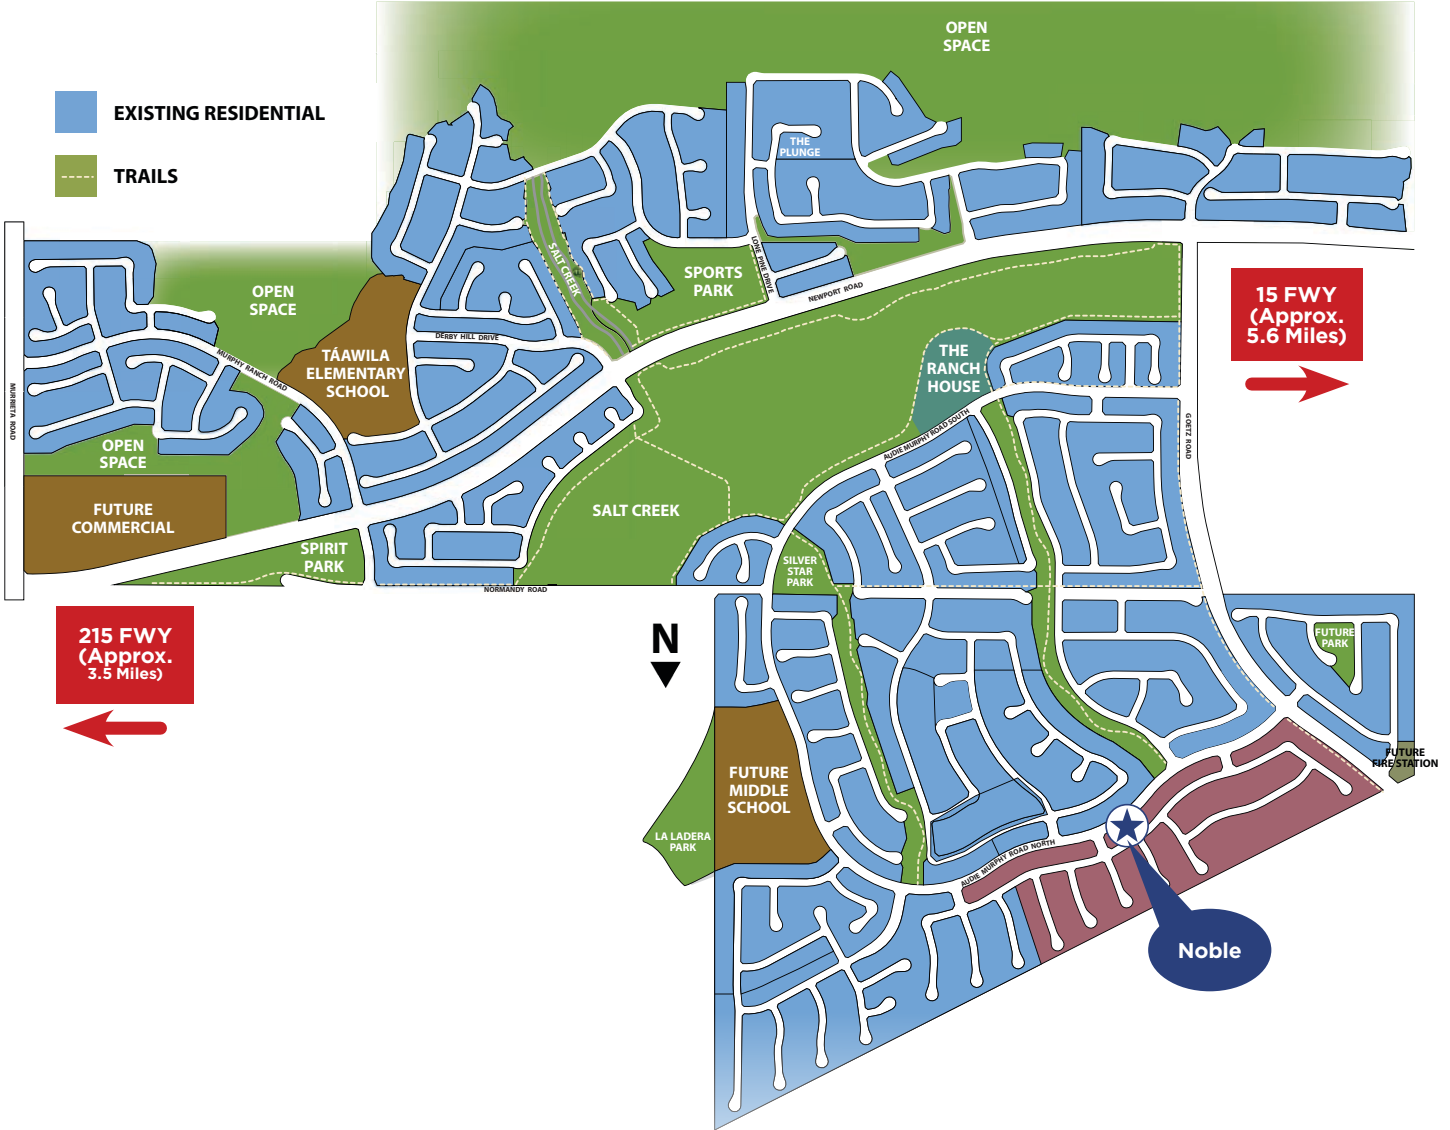 OPEN
SPACE
EXISTING RESIDENTIAL
TRAILS
THE
PLUNGE
SALT CREEK
LONE PINE DRIVE
SPORTS
PARK
NEWPORT ROAD
OPEN
SPACE
15 FWY
(Approx.
5.6 Miles)
DERBY HILL DRIVE
MURPHY RANCH ROAD
TÁAWILA
ELEMENTARY
SCHOOL
THE
RANCH
HOUSE
MURRIETA ROAD
AUDIE MURPHY ROAD SOUTH
GOETZ ROAD
OPEN
SPACE
FUTURE
COMMERCIAL
SALT CREEK
SPIRIT
PARK
SILVER
STAR
PARK
NORMANDY ROAD
215 FWY
(Approx.
3.5 Miles)
N
FUTURE
PARK
FUTURE
FIRE STATION
FUTURE
MIDDLE
SCHOOL
LA LADERA
PARK
AUDIE MURPHY ROAD NORTH
Noble